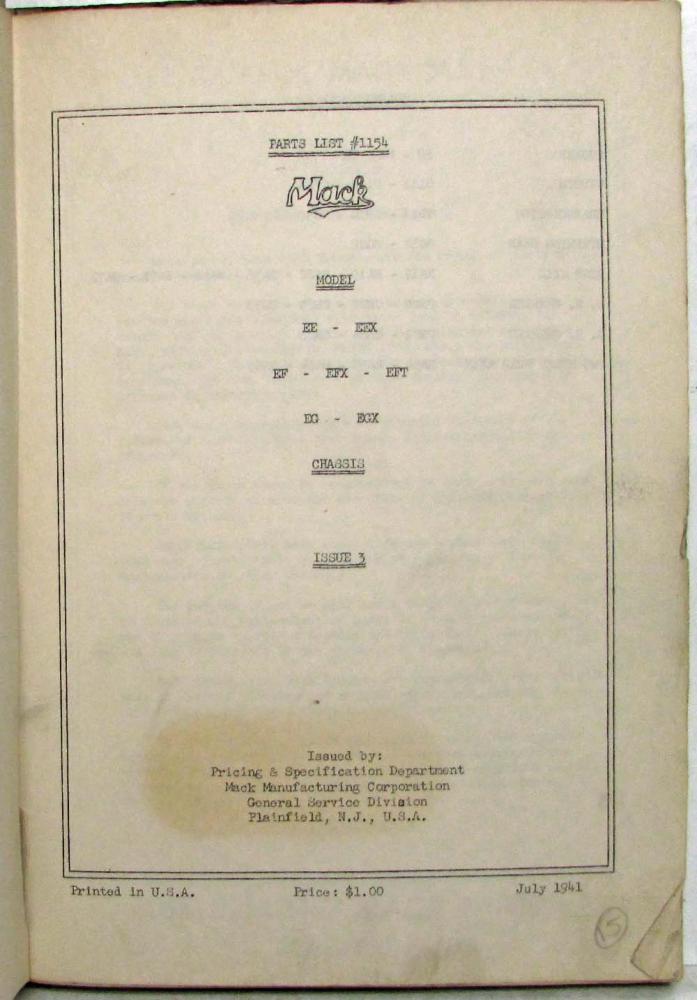 PARTS LIST #1154
Mack
MODEL
EE - EEX
EF - EFX - EFT
EG - EGX
CHASSIS
ISSUE 3
Issued by:
Pricing & Specification Department
Mack Manufacturing Corporation
General Service Division
Plainfield, N.J., U.S.A.
Printed in U.S.A. Price: $1.00 July 1941